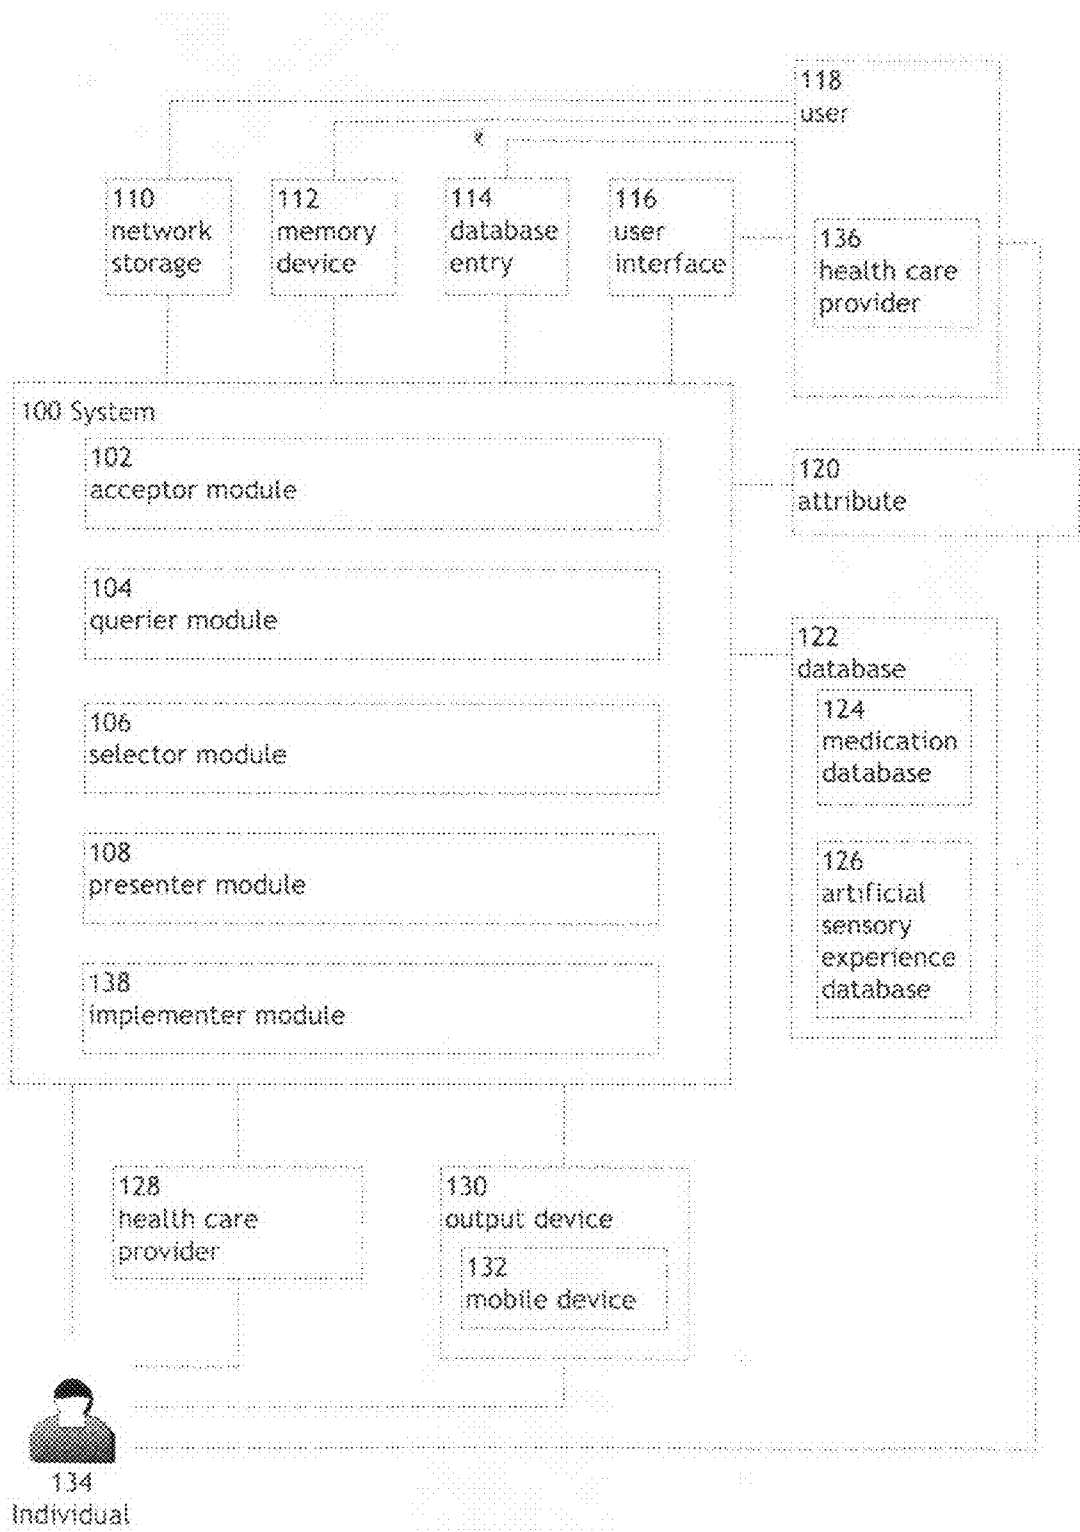 118
user
110
network
storage
112
memory
device
114
database
entry
116
user
interface
136
health care
provider
100 System
102
acceptor module
104
querier module
106
selector module
108
presenter module
138
implementer module
120
attribute
122
database
124
medication
database
126
artificial
sensory
experience
database
128
health care
provider
130
output device
132
mobile device
134
Individual